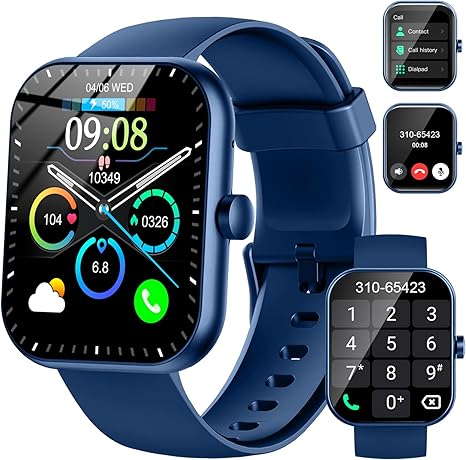 04/06 WED
50%
09:08
10349
104
0326
6.8
Call
Contact
Call history
Dialpad
310-65423
00:08
310-65423
1 2 3
4 5 6
7* 8 9#
0+